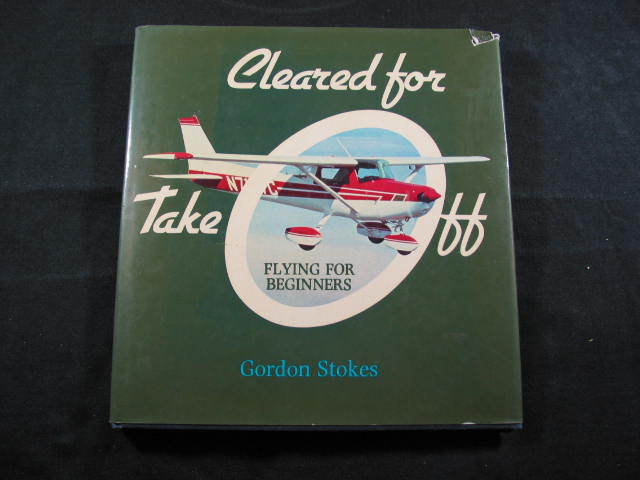 Cleared for
Take Off
FLYING FOR
BEGINNERS
Gordon Stokes